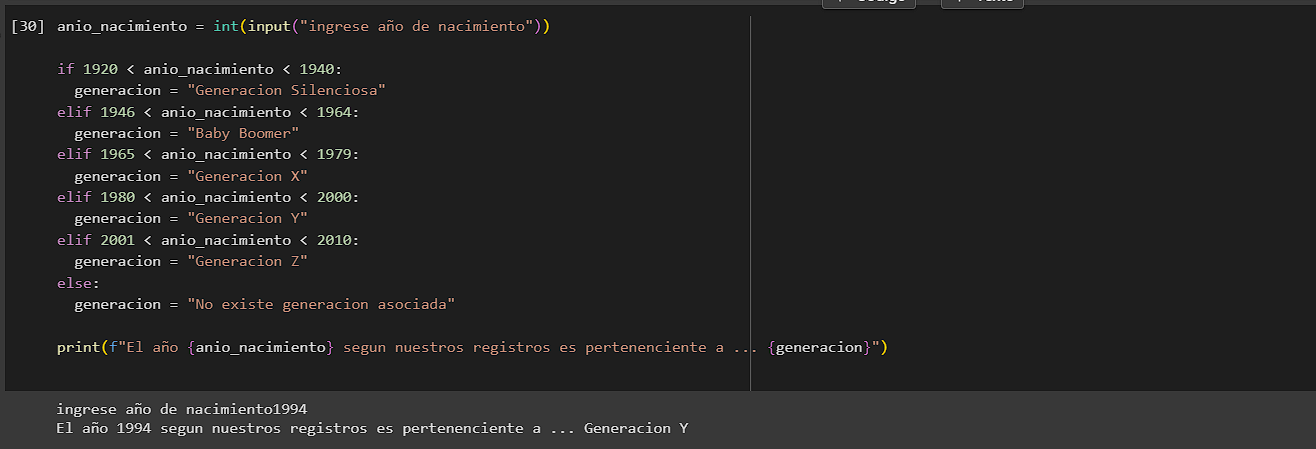 [30] anio_nacimiento = int(input("ingrese año de nacimiento"))
if 1920 < anio_nacimiento < 1940:
generacion = "Generacion Silenciosa"
elif 1946 < anio_nacimiento < 1964:
generacion = "Baby Boomer"
elif 1965 < anio_nacimiento < 1979:
generacion = "Generacion X"
elif 1980 < anio_nacimiento < 2000:
generacion = "Generacion Y"
elif 2001 < anio_nacimiento < 2010:
generacion = "Generacion Z"
else:
generacion = "No existe generacion asociada"
print(f"El año {anio_nacimiento} segun nuestros registros es pertenenciente a ... {generacion}")
ingrese año de nacimiento1994
El año 1994 segun nuestros registros es pertenenciente a ... Generacion Y